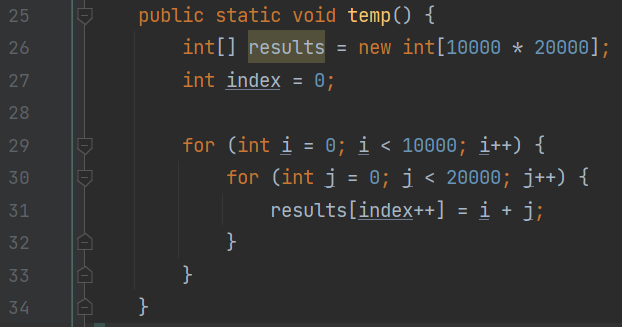 25 public static void temp() {
26 int[] results = new int[10000 * 20000];
27 int index = 0;
28
29 for (int i = 0; i < 10000; i++) {
30 for (int j = 0; j < 20000; j++) {
31 results[index++] = i + j;
32 }
33 }
34 }